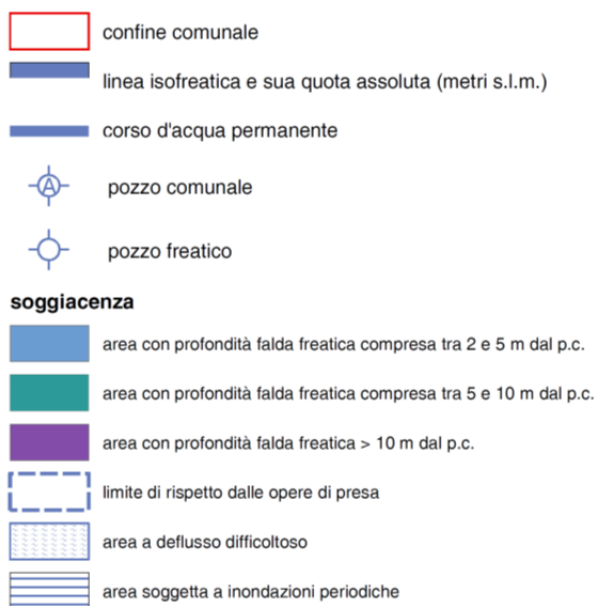 confine comunale
linea isofreatica e sua quota assoluta (metri s.l.m.)
corso d'acqua permanente
A
pozzo comunale
pozzo freatico
soggiacenza
area con profondità falda freatica compresa tra 2 e 5 m dal p.c.
area con profondità falda freatica compresa tra 5 e 10 m dal p.c.
area con profondità falda freatica > 10 m dal p.c.
limite di rispetto dalle opere di presa
area a deflusso difficoltoso
area soggetta a inondazioni periodiche